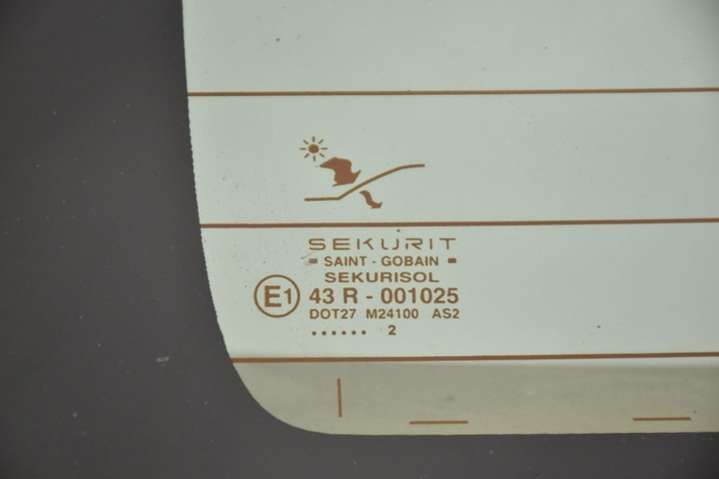 SEKURIT
SAINT - GOBAIN
SEKURISOL
E1 43 R - 001025
DOT27 M24100 AS2
...... 2